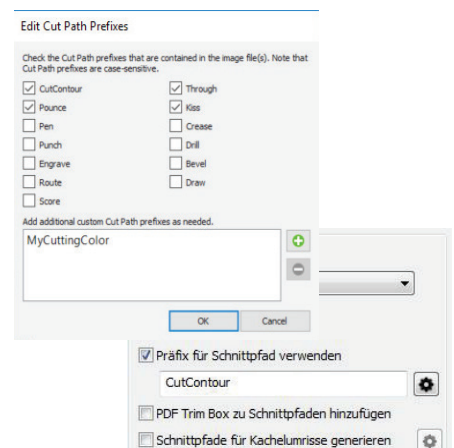 Edit Cut Path Prefixes
Check the Cut Path prefixes that are contained in the image file(s). Note that
Cut Path prefixes are case-sensitive.
CutContour Through
Pounce Kiss
Pen Crease
Punch Drill
Engrave Bevel
Route Draw
Score
Add additional custom Cut Path prefixes as needed.
MyCuttingColor
OK Cancel
Präfix für Schnittpfad verwenden
CutContour
PDF Trim Box zu Schnittpfaden hinzufügen
Schnittpfade für Kachelumrisse generieren